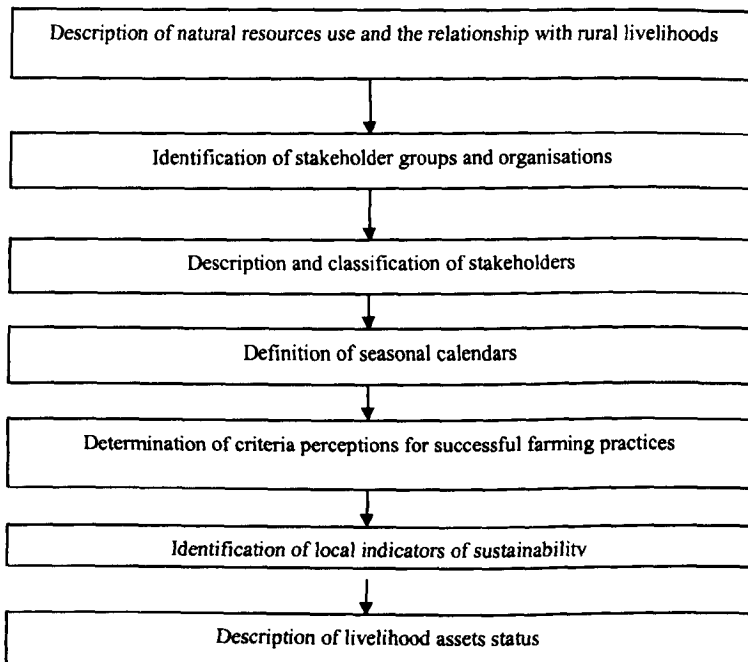 Description of natural resources use and the relationship with rural livelihoods
Identification of stakeholder groups and organisations
Description and classification of stakeholders
Definition of seasonal calendars
Determination of criteria perceptions for successful farming practices
Identification of local indicators of sustainability
Description of livelihood assets status